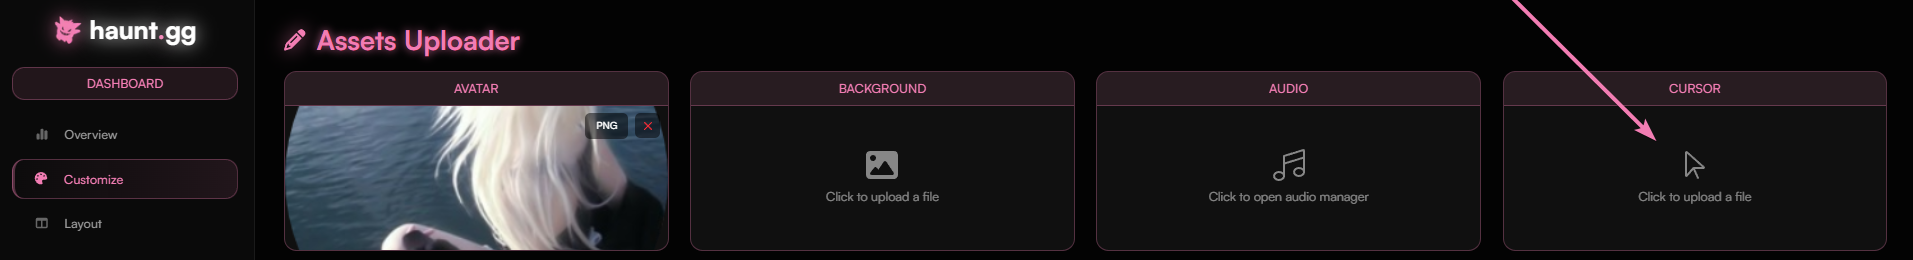 haunt.gg
DASHBOARD
Overview
Customize
Layout
Assets Uploader
AVATAR
PNG
BACKGROUND
Click to upload a file
AUDIO
Click to open audio manager
CURSOR
Click to upload a file